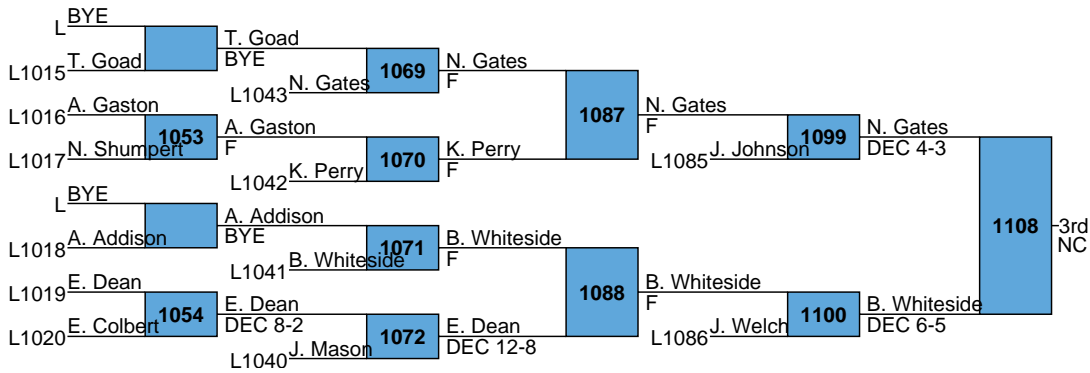 L BYE
L1015 T. Goad
T. Goad
BYE
L1043 N. Gates
1069
N. Gates
F
L1016 A. Gaston
L1017 N. Shumpert
1053
A. Gaston
F
L1042 K. Perry
1070
K. Perry
F
1087
N. Gates
F
L1085 J. Johnson
1099
N. Gates
DEC 4-3
L BYE
L1018 A. Addison
A. Addison
BYE
L1041 B. Whiteside
1071
B. Whiteside
F
L1019 E. Dean
L1020 E. Colbert
1054
E. Dean
DEC 8-2
L1040 J. Mason
1072
E. Dean
DEC 12-8
1088
B. Whiteside
F
L1086 J. Welch
1100
B. Whiteside
DEC 6-5
1108
3rd
NC